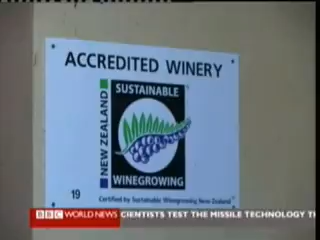 ACCREDITED WINERY
SUSTAINABLE
NEW ZEALAND
WINEGROWING
Certified by Sustainable Winegrowing New Zealand
19
BBC WORLD NEWS CIENTISTS TEST THE MISSILE TECHNOLOGY TH